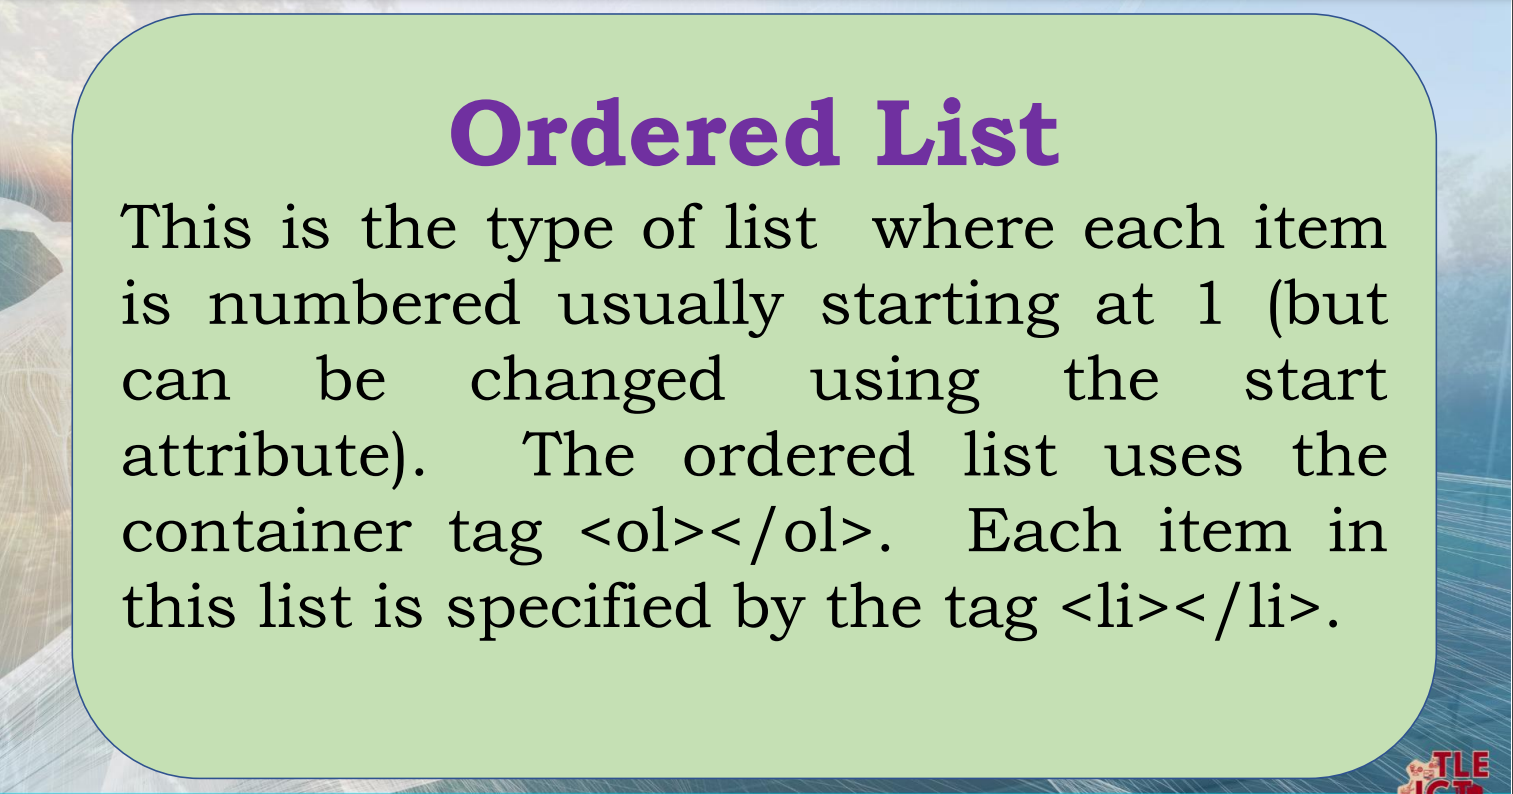 Ordered List
This is the type of list where each item
is numbered usually starting at 1 (but
can be changed using the start
attribute). The ordered list uses the
container tag <ol></ol>. Each item in
this list is specified by the tag <li></li>.
TLE
ICT